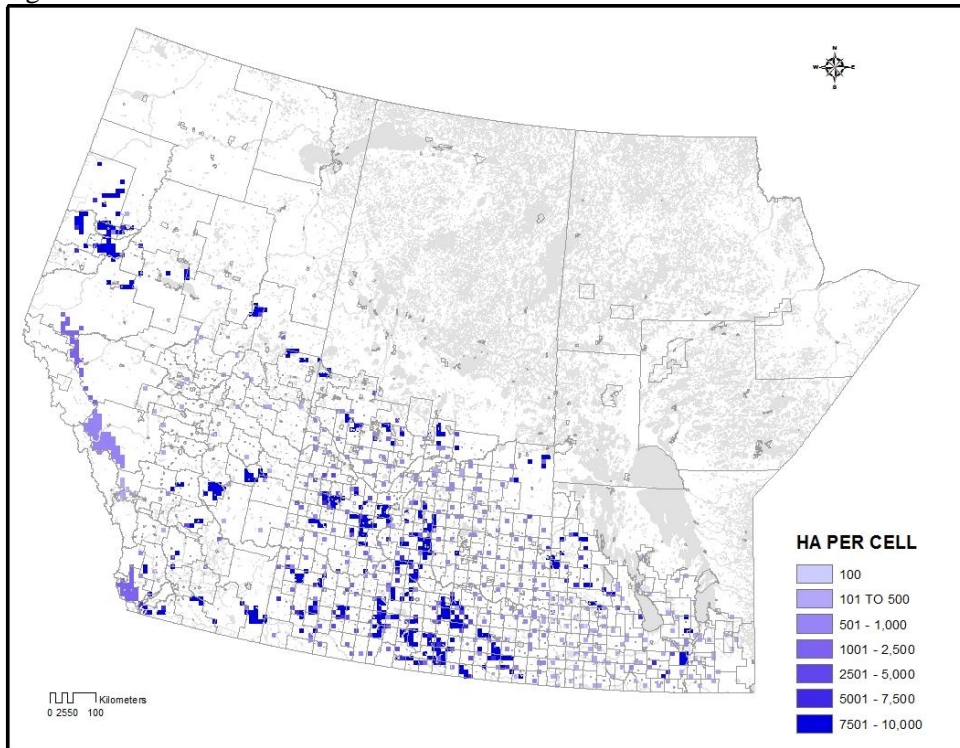 N
W E
S
HA PER CELL
100
101 TO 500
501 - 1,000
1001 - 2,500
2501 - 5,000
5001 - 7,500
7501 - 10,000
Kilometers
0 2550 100